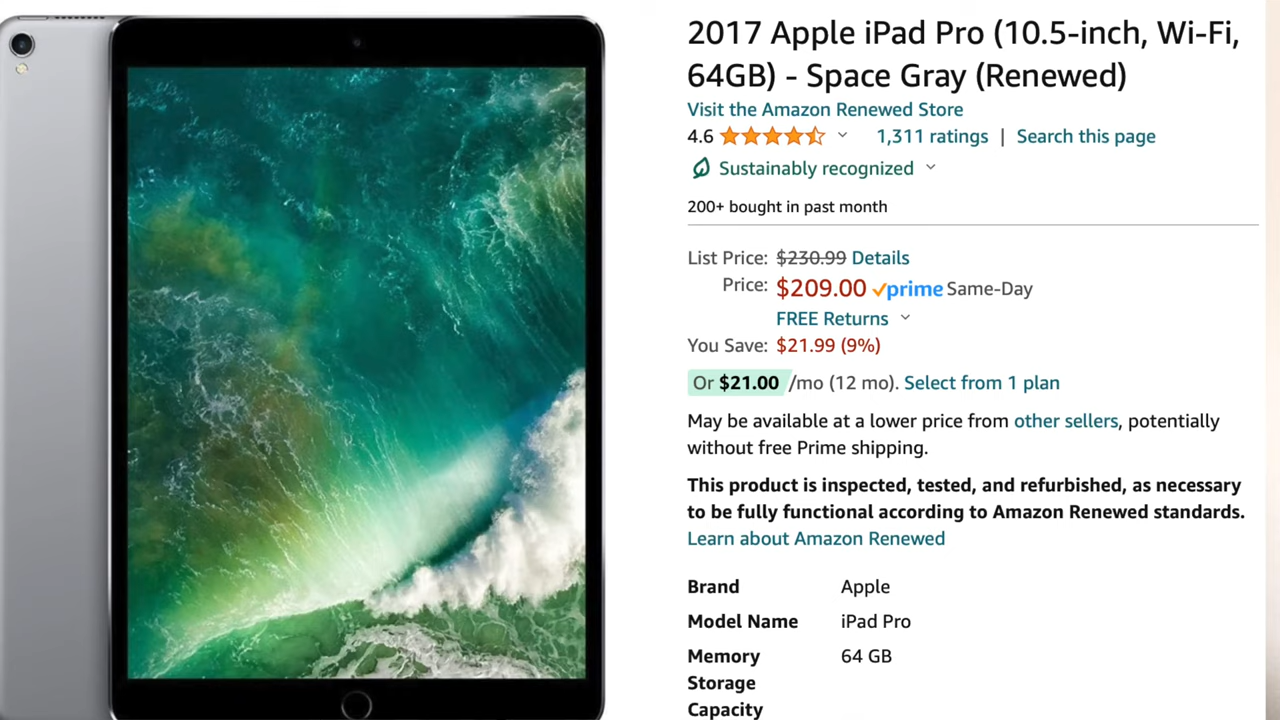 2017 Apple iPad Pro (10.5-inch, Wi-Fi,
64GB) - Space Gray (Renewed)
Visit the Amazon Renewed Store
4.6 1,311 ratings | Search this page
Sustainably recognized
200+ bought in past month
List Price: $230.99 Details
Price: $209.00 prime Same-Day
FREE Returns
You Save: $21.99 (9%)
Or $21.00 /mo (12 mo). Select from 1 plan
May be available at a lower price from other sellers, potentially
without free Prime shipping.
This product is inspected, tested, and refurbished, as necessary
to be fully functional according to Amazon Renewed standards.
Learn about Amazon Renewed
Brand Apple
Model Name iPad Pro
Memory 64 GB
Storage
Capacity